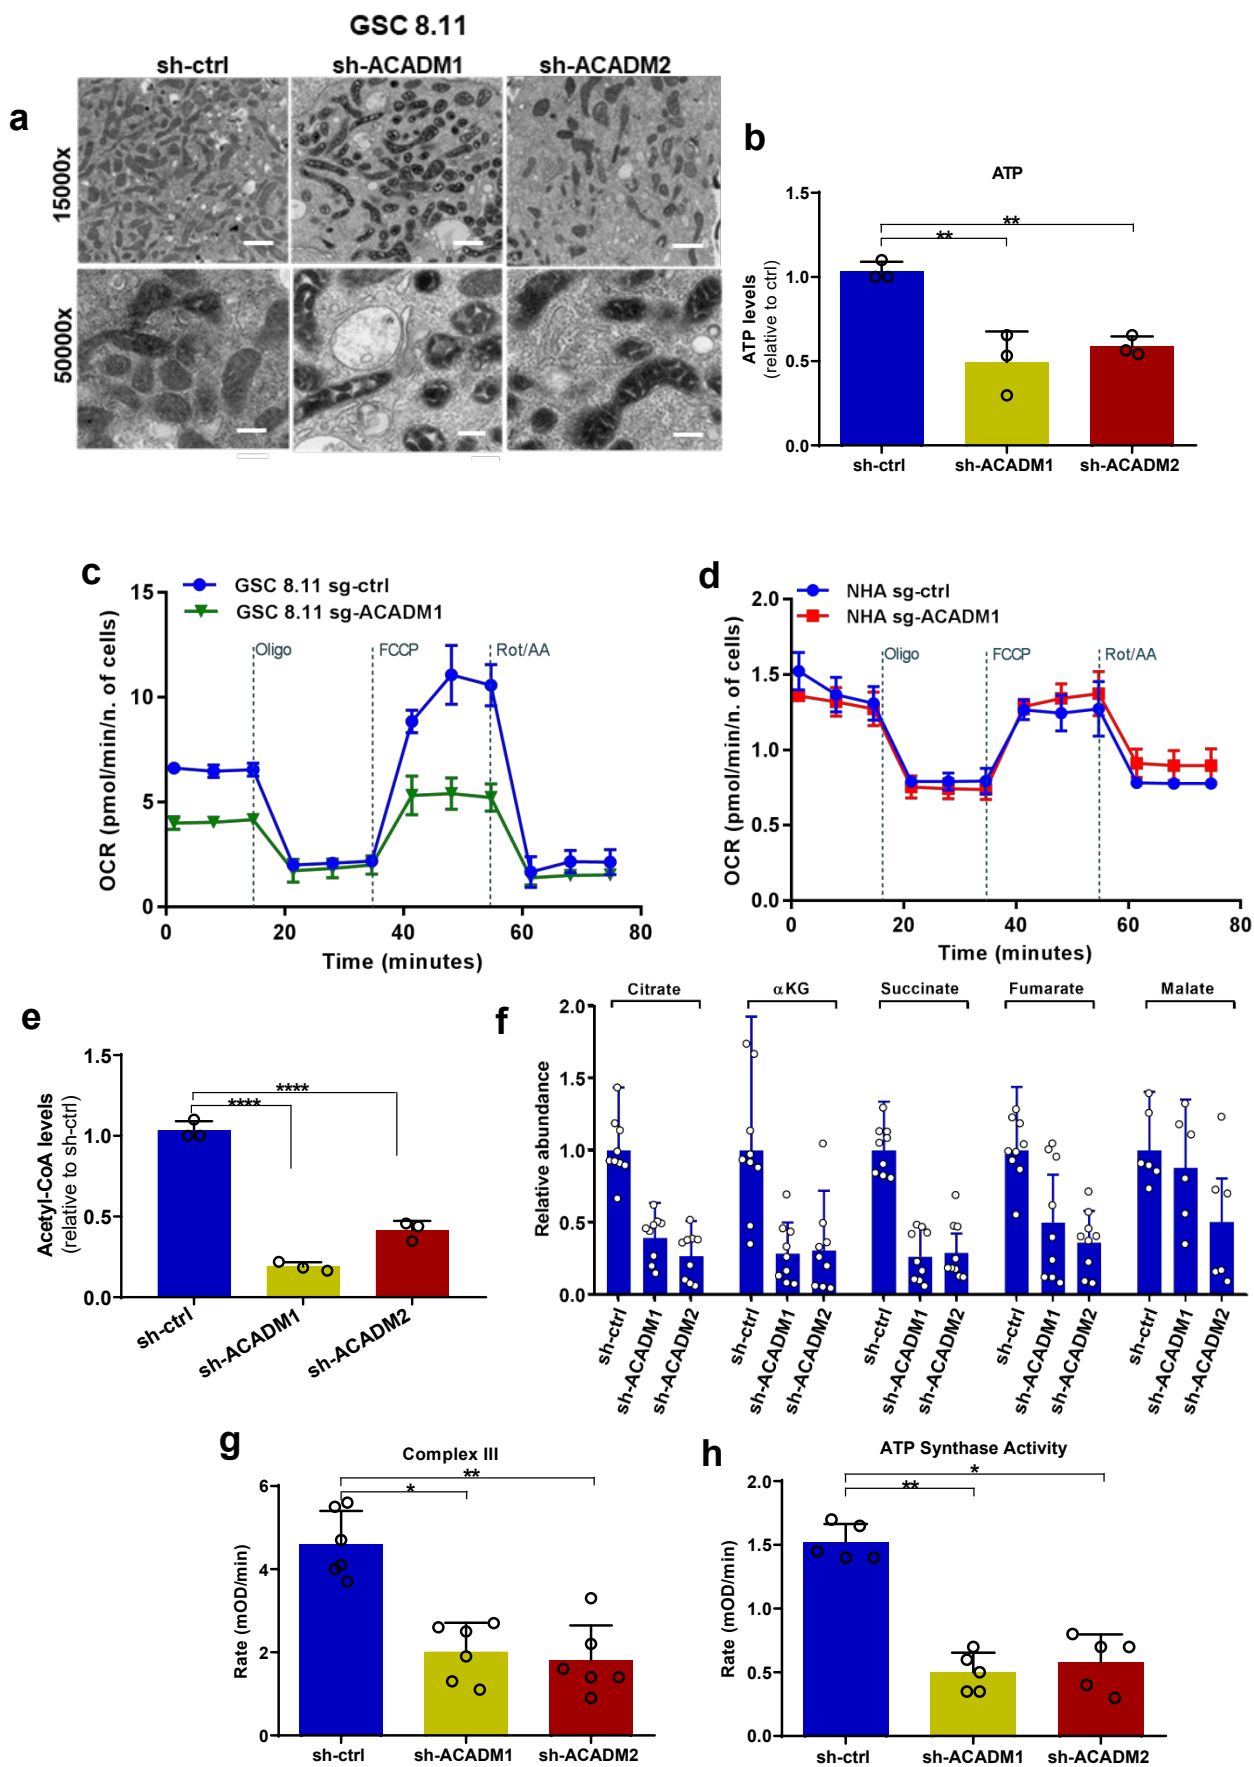 GSC 8.11
sh-ctrl sh-ACADM1 sh-ACADM2
a
15000x
50000x
b
ATP
ATP levels
(relative to ctrl)
1.5
1.0
0.5
0.0
** **
sh-ctrl sh-ACADM1 sh-ACADM2
c
GSC 8.11 sg-ctrl
GSC 8.11 sg-ACADM1
Oligo FCCP Rot/AA
OCR (pmol/min/n. of cells)
15
10
5
0
0 20 40 60 80
Time (minutes)
d
NHA sg-ctrl
NHA sg-ACADM1
Oligo FCCP Rot/AA
OCR (pmol/min/n. of cells)
2.0
1.5
1.0
0.5
0.0
0 20 40 60 80
Time (minutes)
e
Acetyl-CoA levels
(relative to sh-ctrl)
1.5
1.0
0.5
0.0
****
****
sh-ctrl sh-ACADM1 sh-ACADM2
f
Citrate αKG Succinate Fumarate Malate
Relative abundance
2.0
1.5
1.0
0.5
0.0
sh-ctrl sh-ACADM1 sh-ACADM2 sh-ctrl sh-ACADM1 sh-ACADM2 sh-ctrl sh-ACADM1 sh-ACADM2 sh-ctrl sh-ACADM1 sh-ACADM2 sh-ctrl sh-ACADM1 sh-ACADM2
g
Complex III
Rate (mOD/min)
6
4
2
0
**
*
sh-ctrl sh-ACADM1 sh-ACADM2
h
ATP Synthase Activity
Rate (mOD/min)
2.0
1.5
1.0
0.5
0.0
*
**
sh-ctrl sh-ACADM1 sh-ACADM2